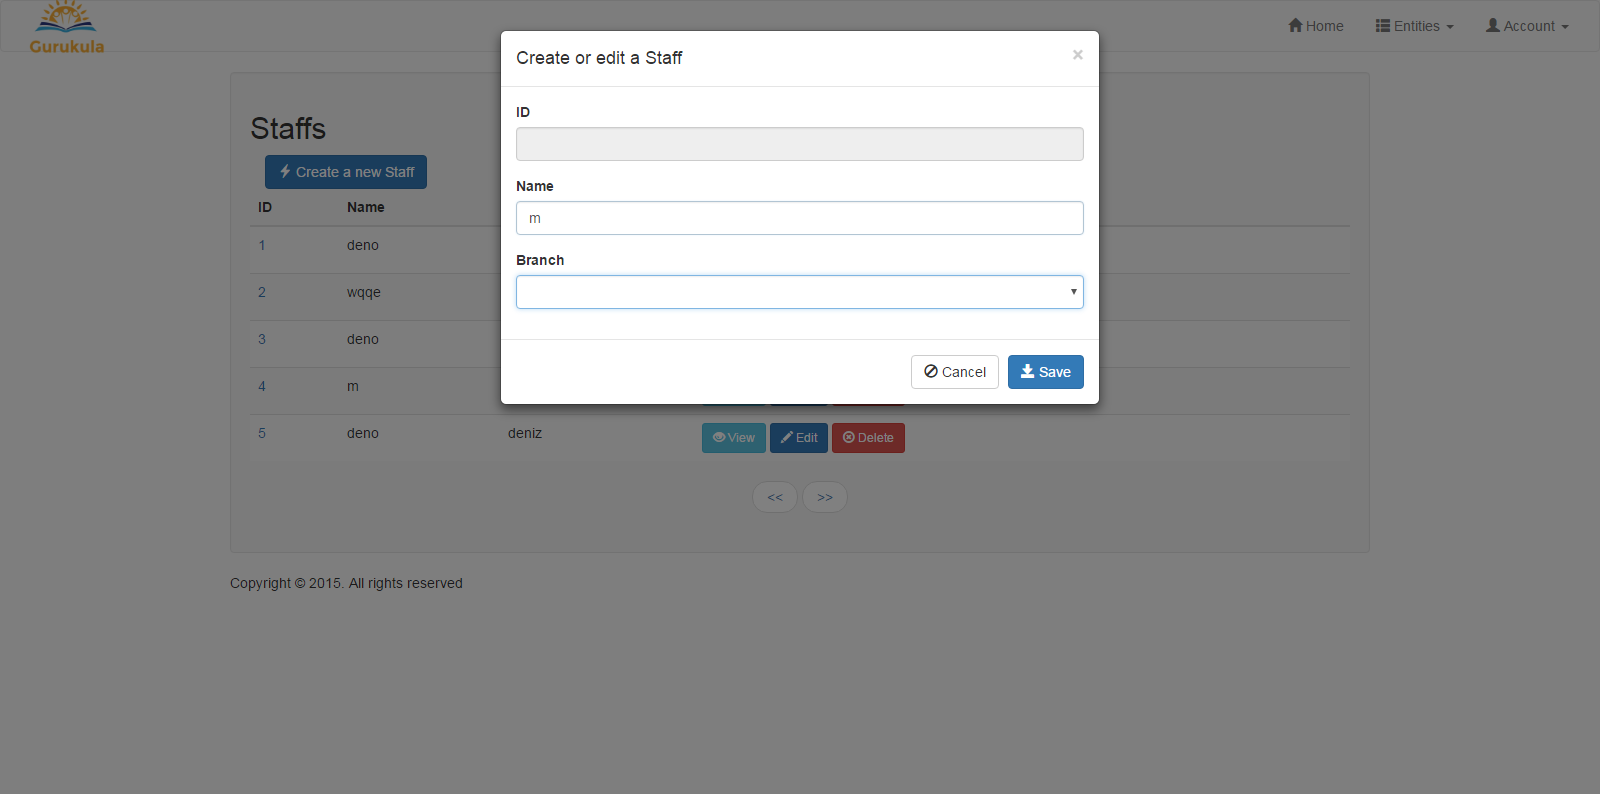 Gurukula
Home Entities Account
Create or edit a Staff ×
ID
Name
m
Branch
Cancel Save
Staffs
Create a new Staff
ID Name
1 deno
2 wqqe
3 deno
4 m
5 deno deniz View Edit Delete
<< >>
Copyright © 2015. All rights reserved